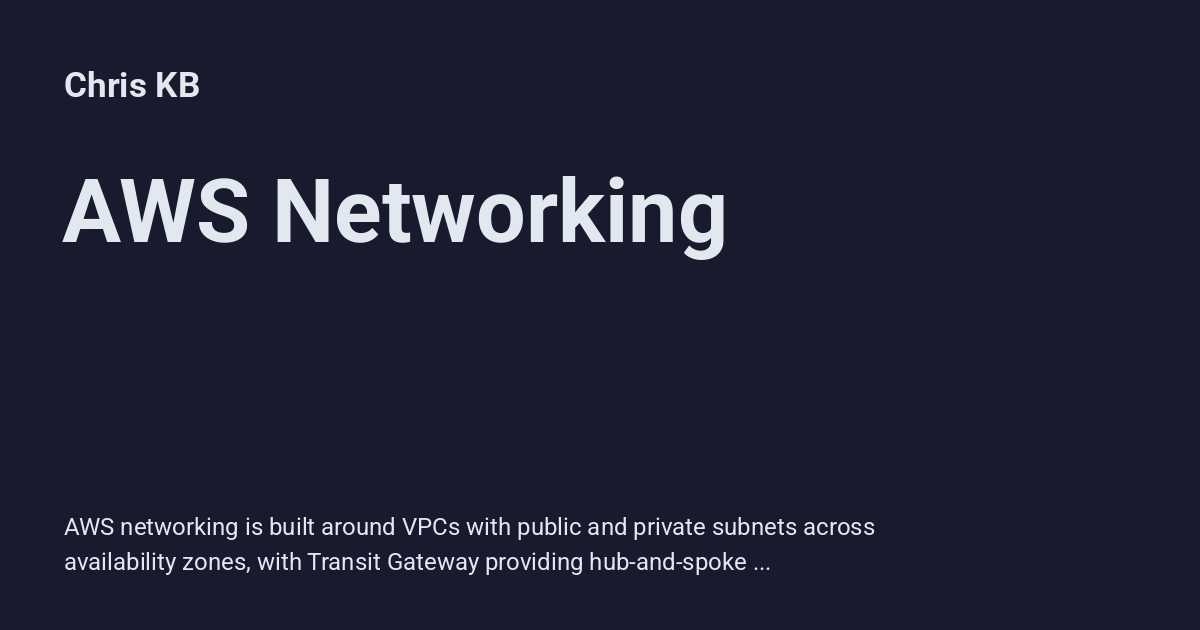 Chris KB
AWS Networking
AWS networking is built around VPCs with public and private subnets across
availability zones, with Transit Gateway providing hub-and-spoke ...